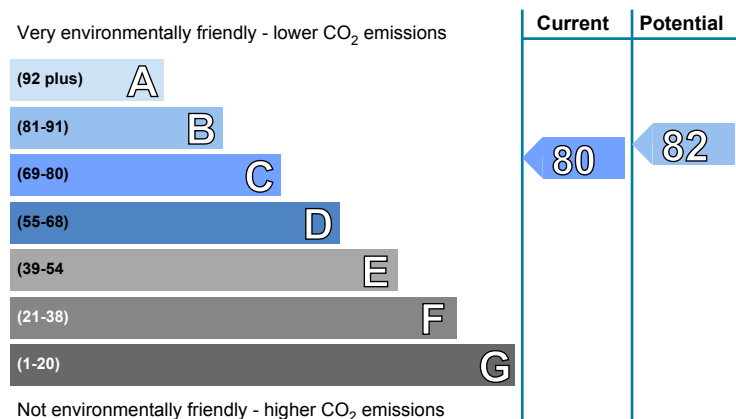 Very environmentally friendly - lower CO₂ emissions
Current
Potential
(92 plus) A
(81-91) B
(69-80) C
(55-68) D
(39-54 E
(21-38) F
(1-20) G
80
82
Not environmentally friendly - higher CO₂ emissions